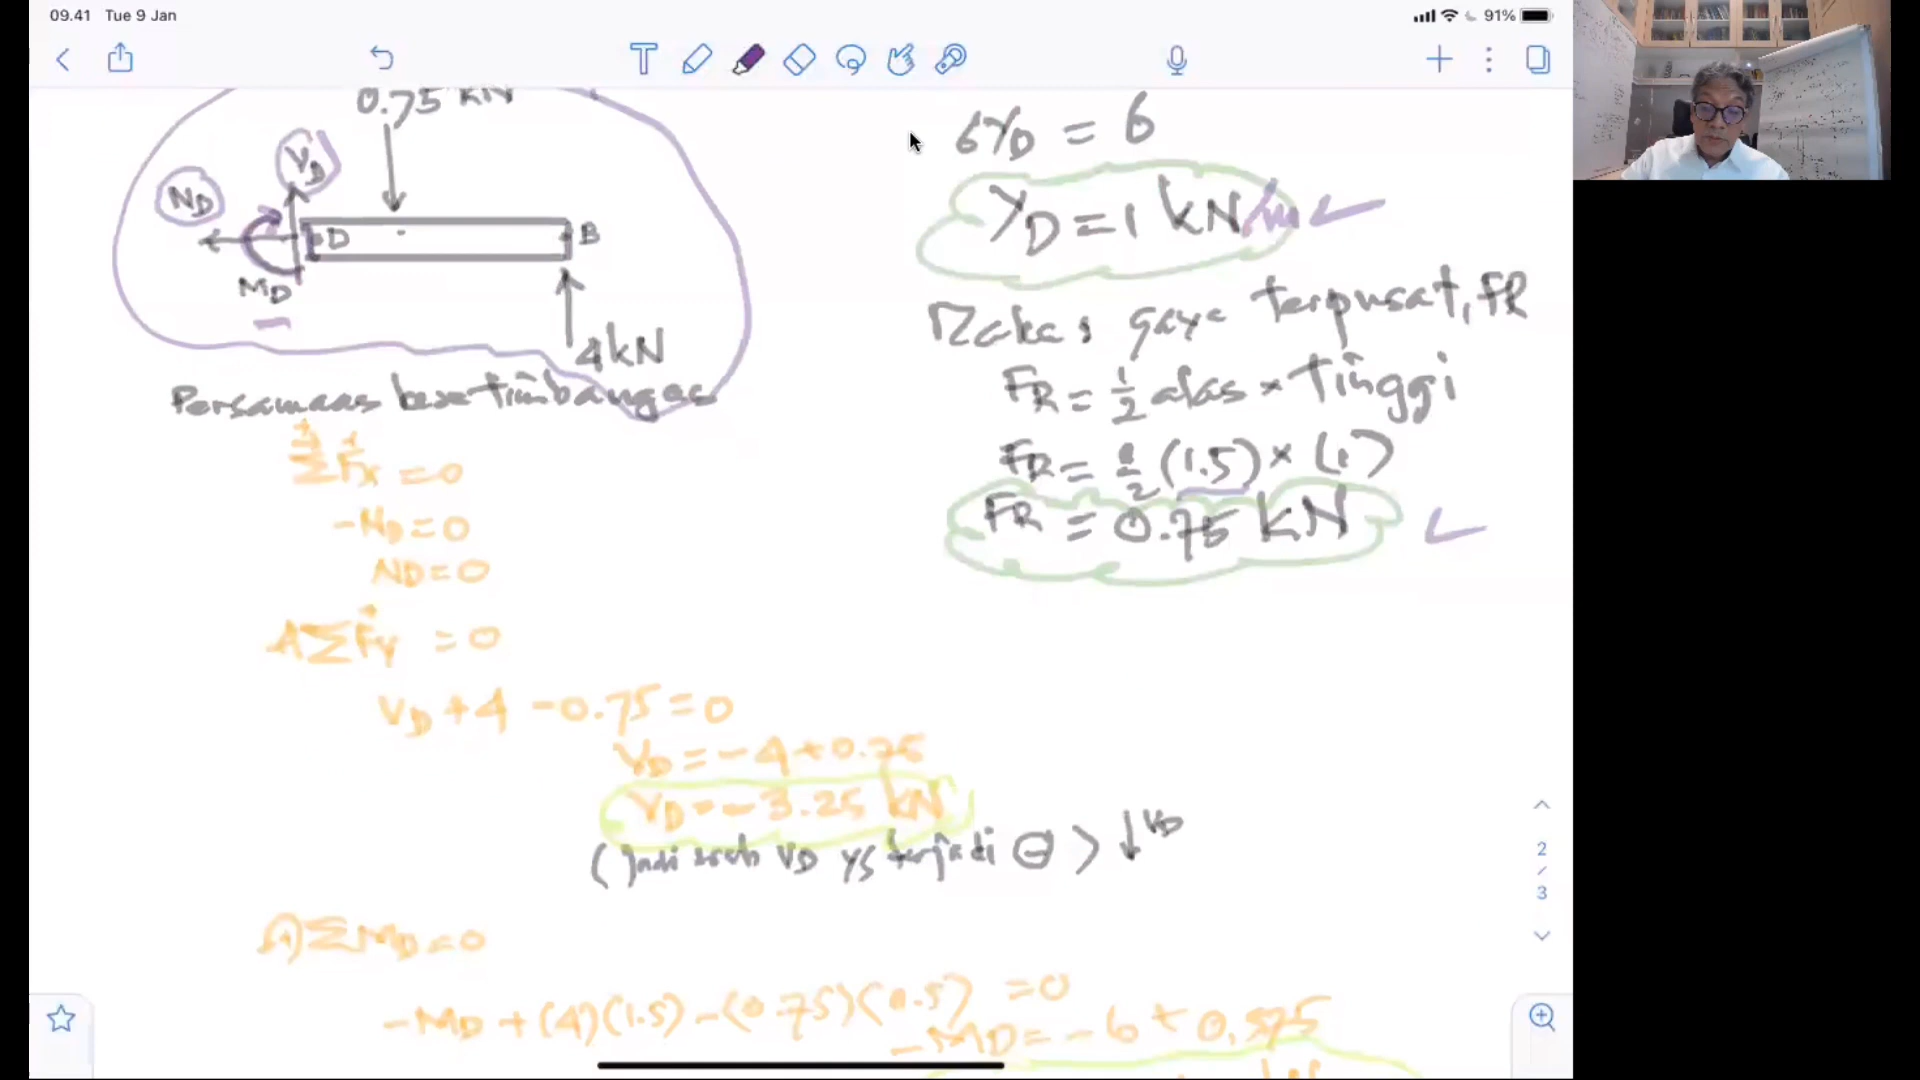 09.41 Tue 9 Jan
91%
0.75 kN
VD
ND
D
B
MD
4kN
6YD = 6
YD = 1 kN/m
gaya terpusat, FR
FR = 1/2 alas × Tinggi
FR = 1/2 (1.5) × (1)
FR = 0.75 kN
+ΣFx = 0
-ND = 0
ND = 0
ΣFy = 0
VD + 4 - 0.75 = 0
VD = -4 + 0.75
VD = -3.25 kN
(jadi arah VD yg terjadi ⊖) ↓ VD
ΣMD = 0
-MD + (4)(1.5) - (0.75)(0.5) = 0
-MD = -6 + 0,375
2
/
3